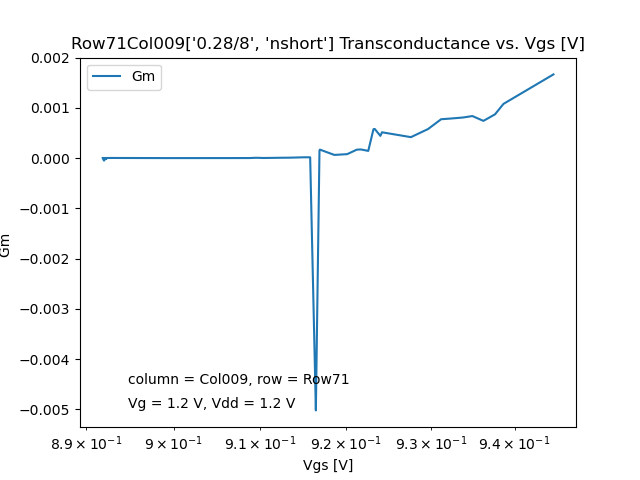 Row71Col009['0.28/8', 'nshort'] Transconductance vs. Vgs [V]
Gm
0.002
0.001
0.000
−0.001
−0.002
−0.003
−0.004
−0.005
Gm
column = Col009, row = Row71
Vg = 1.2 V, Vdd = 1.2 V
8.9 × 10⁻¹ 9 × 10⁻¹ 9.1 × 10⁻¹ 9.2 × 10⁻¹ 9.3 × 10⁻¹ 9.4 × 10⁻¹
Vgs [V]